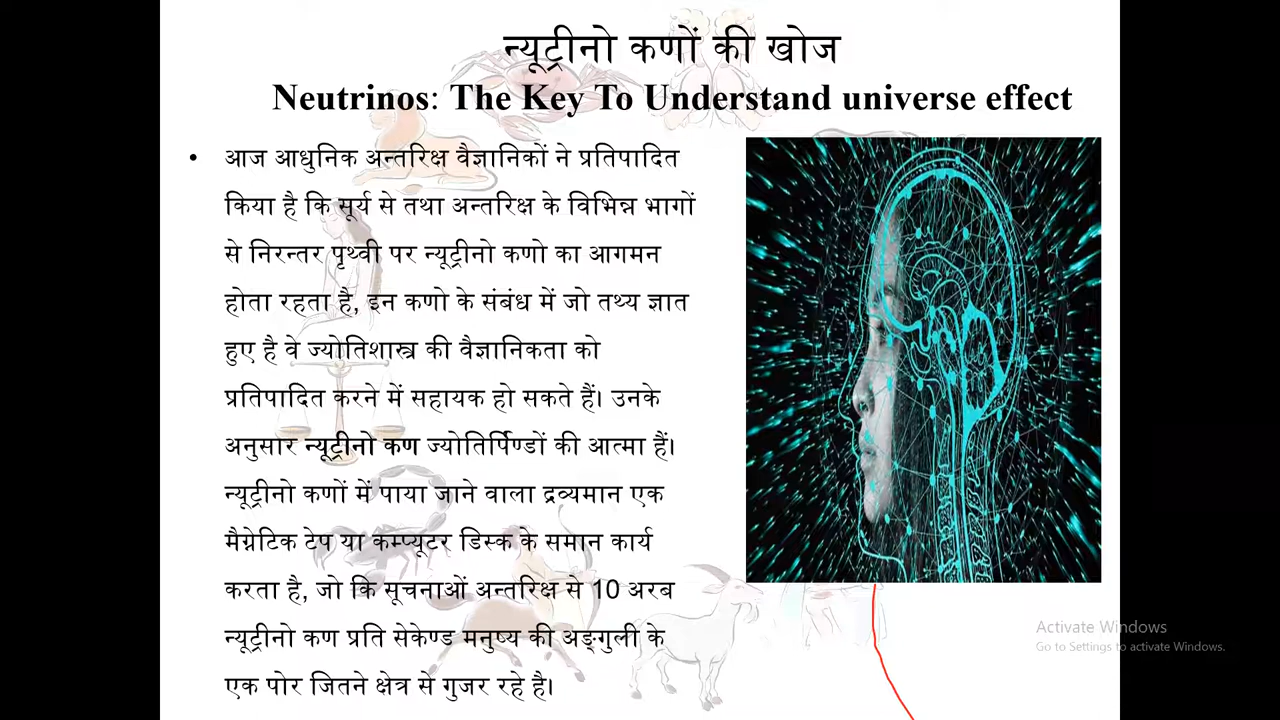 न्यूट्रीनो कणों की खोज
Neutrinos: The Key To Understand universe effect
• आज आधुनिक अन्तरिक्ष वैज्ञानिकों ने प्रतिपादित
किया है कि सूर्य से तथा अन्तरिक्ष के विभिन्न भागों
से निरन्तर पृथ्वी पर न्यूट्रीनो कणो का आगमन
होता रहता है, इन कणो के संबंध में जो तथ्य ज्ञात
हुए है वे ज्योतिशास्त्र की वैज्ञानिकता को
प्रतिपादित करने में सहायक हो सकते हैं। उनके
अनुसार न्यूट्रीनो कण ज्योतिर्पिण्डों की आत्मा हैं।
न्यूट्रीनो कणों में पाया जाने वाला द्रव्यमान एक
मैग्नेटिक टेप या कम्प्यूटर डिस्क के समान कार्य
करता है, जो कि सूचनाओं अन्तरिक्ष से 10 अरब
न्यूट्रीनो कण प्रति सेकेण्ड मनुष्य की अङ्गुली के
एक पोर जितने क्षेत्र से गुजर रहे है।
Activate Windows
Go to Settings to activate Windows.